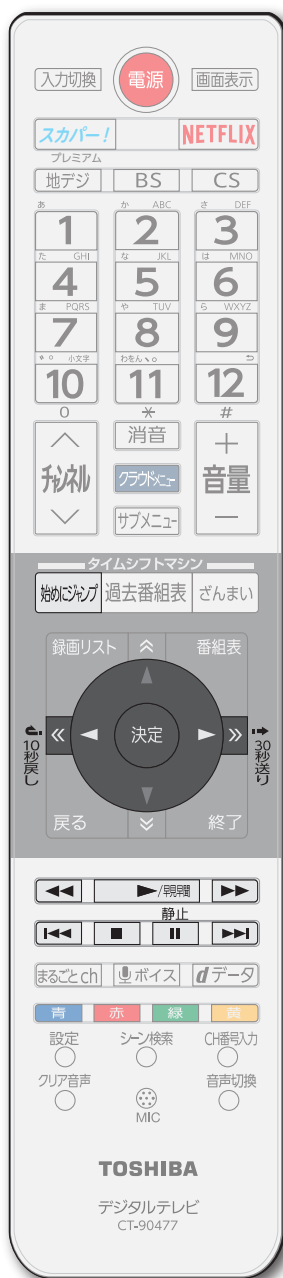 入力切換 電源 画面表示
スカパー! NETFLIX
プレミアム
地デジ BS CS
あ か ABC さ DEF
1 2 3
た GHI な JKL は MNO
4 5 6
ま PQRS や TUV ら WXYZ
7 8 9
小文字 わをん、。
10 11 12
0 * #
チャンネル 消音 + 音量 -
クラウドメニュー
サブメニュー
タイムシフトマシン
始めにジャンプ 過去番組表 ざんまい
録画リスト 番組表
10秒戻し 決定 30秒送り
戻る 終了
静止
まるごとch ボイス dデータ
青 赤 緑 黄
設定 シーン検索 CH番号入力
クリア音声 音声切換
MIC
TOSHIBA
デジタルテレビ
CT-90477